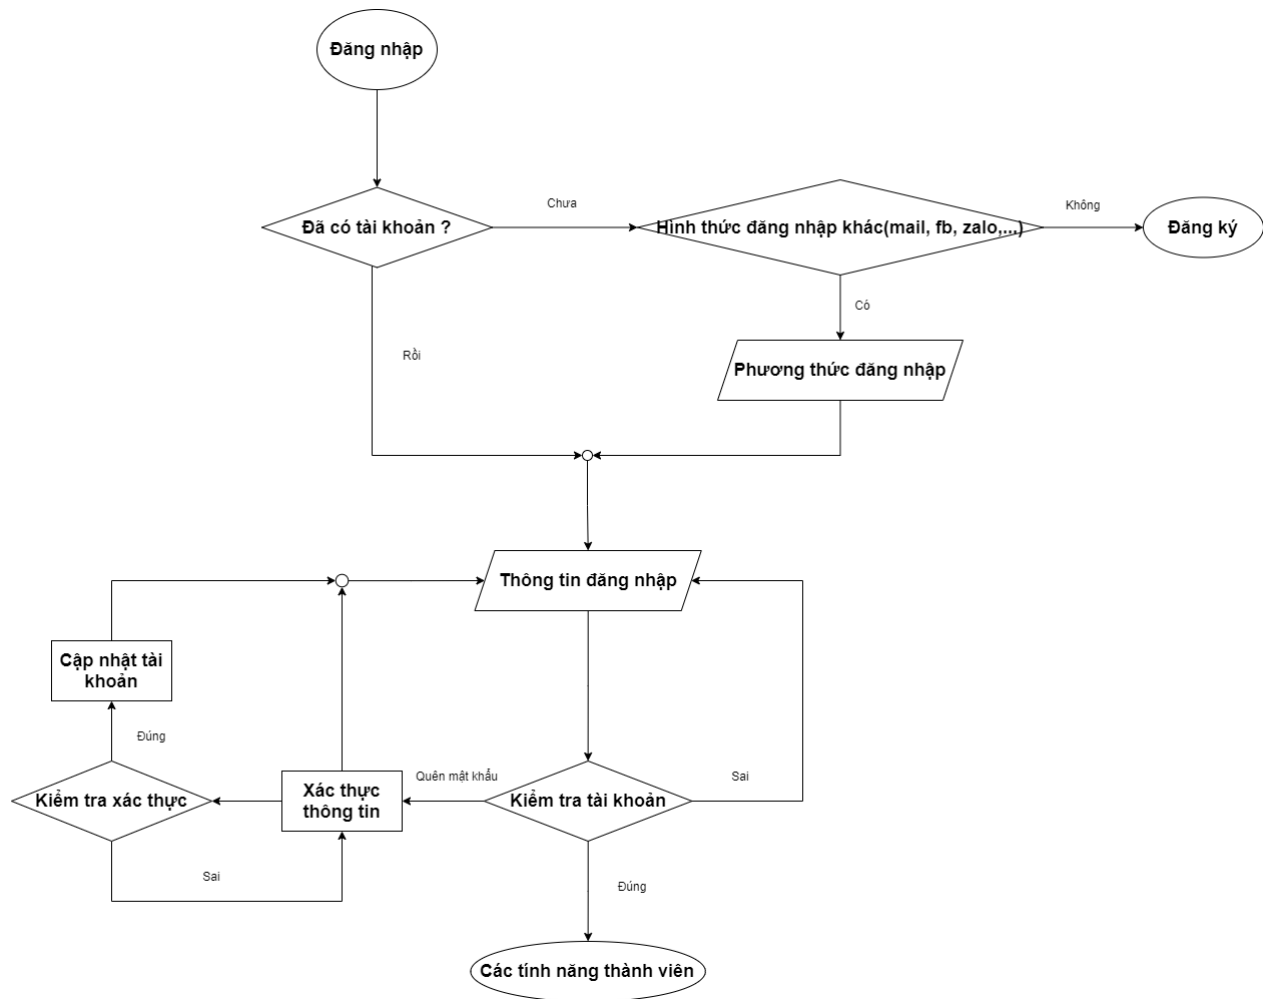 Đăng nhập
Đã có tài khoản ?
Chưa
Hình thức đăng nhập khác(mail, fb, zalo,...)
Không
Đăng ký
Có
Rồi
Phương thức đăng nhập
Thông tin đăng nhập
Cập nhật tài
khoản
Đúng
Kiểm tra xác thực
Xác thực
thông tin
Quên mật khẩu
Kiểm tra tài khoản
Sai
Sai
Đúng
Các tính năng thành viên